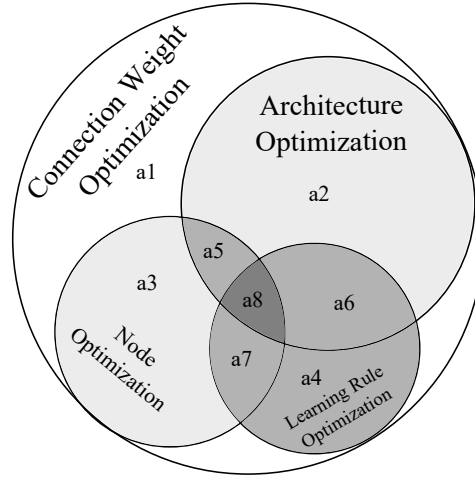 Connection Weight
Optimization
Architecture
Optimization
a1
a2
a5
a3
a8
a6
a7
a4
Node
Optimization
Learning Rule
Optimization